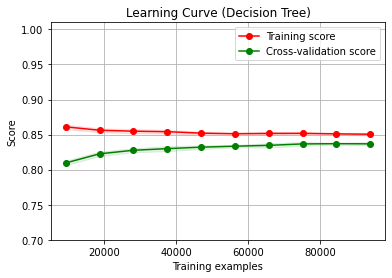 Learning Curve (Decision Tree)
Training score
Cross-validation score
1.00
0.95
0.90
0.85
0.80
0.75
0.70
Score
20000 40000 60000 80000
Training examples